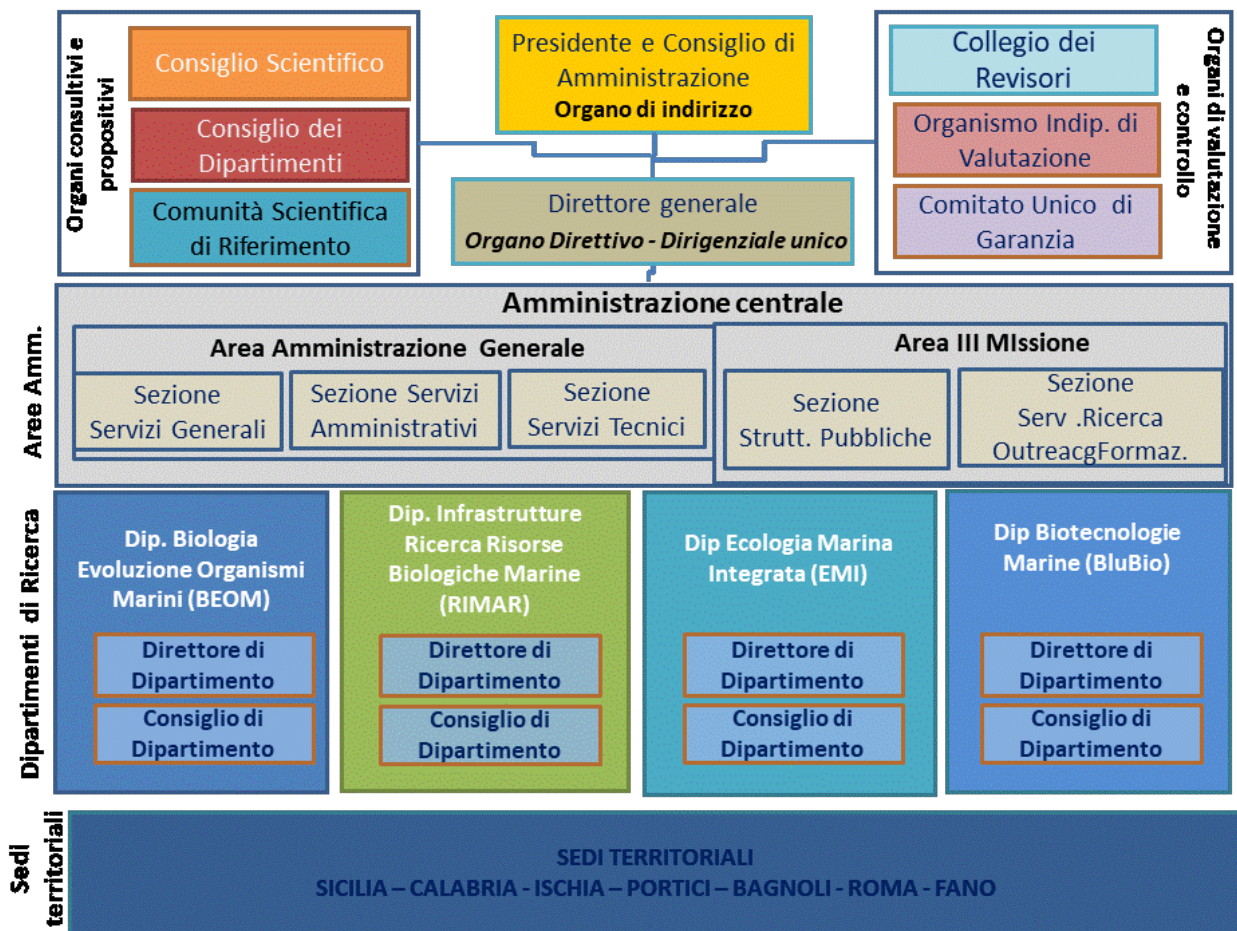 Organi consultivi e
propositivi
Consiglio Scientifico
Consiglio dei
Dipartimenti
Comunità Scientifica
di Riferimento
Presidente e Consiglio di
Amministrazione
Organo di indirizzo
Direttore generale
Organo Direttivo - Dirigenziale unico
Collegio dei
Revisori
Organismo Indip. di
Valutazione
Comitato Unico di
Garanzia
Organi di valutazione
e controllo
Aree Amm.
Amministrazione centrale
Area Amministrazione Generale
Sezione
Servizi Generali
Sezione Servizi
Amministrativi
Sezione
Servizi Tecnici
Area III MIssione
Sezione
Strutt. Pubbliche
Sezione
Serv .Ricerca
OutreacgFormaz.
Dipartimenti di Ricerca
Dip. Biologia
Evoluzione Organismi
Marini (BEOM)
Direttore di
Dipartimento
Consiglio di
Dipartimento
Dip. Infrastrutture
Ricerca Risorse
Biologiche Marine
(RIMAR)
Direttore di
Dipartimento
Consiglio di
Dipartimento
Dip Ecologia Marina
Integrata (EMI)
Direttore di
Dipartimento
Consiglio di
Dipartimento
Dip Biotecnologie
Marine (BluBio)
Direttore di
Dipartimento
Consiglio di
Dipartimento
Sedi
territoriali
SEDI TERRITORIALI
SICILIA – CALABRIA - ISCHIA – PORTICI – BAGNOLI - ROMA - FANO